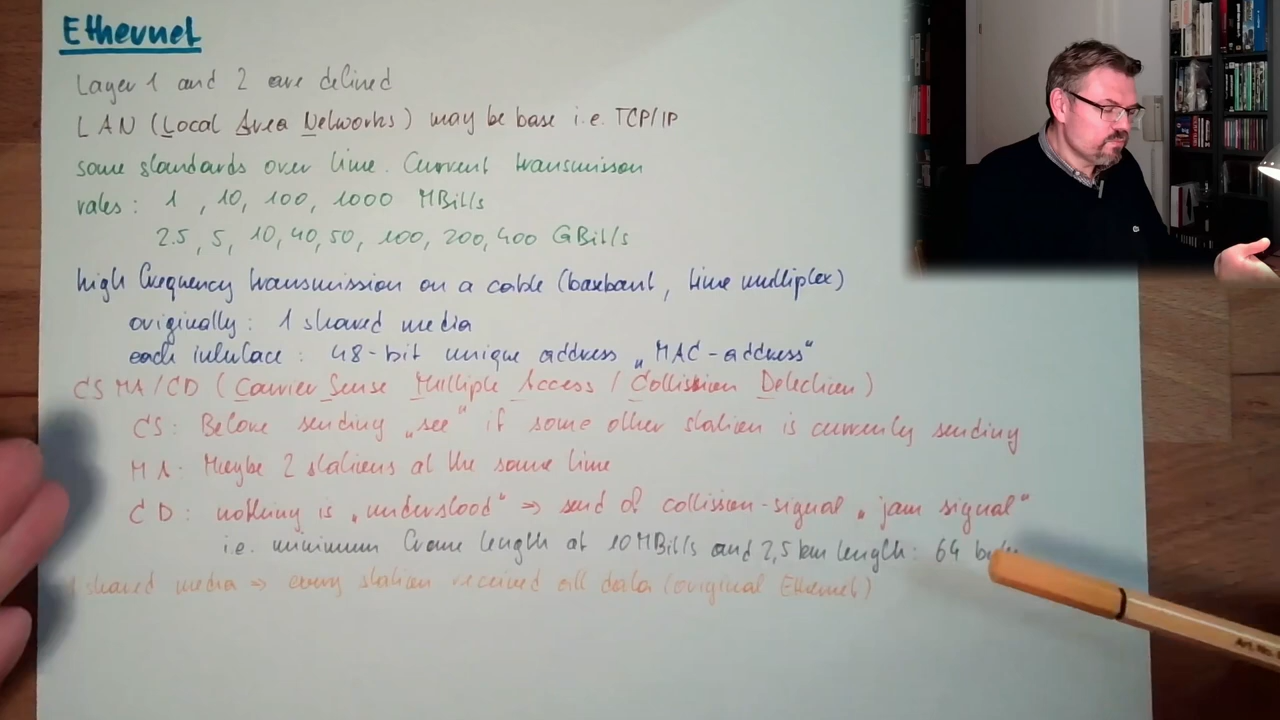 Ethernet
Layer 1 and 2 are defined
LAN (Local Area Networks) may be base i.e. TCP/IP
some standards over time. Current transmisson
rates: 1, 10, 100, 1000 MBit/s
2.5, 5, 10, 40, 50, 100, 200, 400 GBit/s
high frequency transmission on a cable (baseband, time multiplex)
originally: 1 shared media
each interface: 48-bit unique address „MAC-address"
CSMA/CD (Carrier Sense Multiple Access / Collision Detection)
CS: Before sending „see" if some other station is currenly sending
MA: Maybe 2 stations at the same time
CD: nothing is „understood" ⇒ send of collission-signal „jam signal"
i.e. minimum frame length at 10MBit/s and 2,5 km length: 64
1 shared media ⇒ every station received all data (original Ethernet)